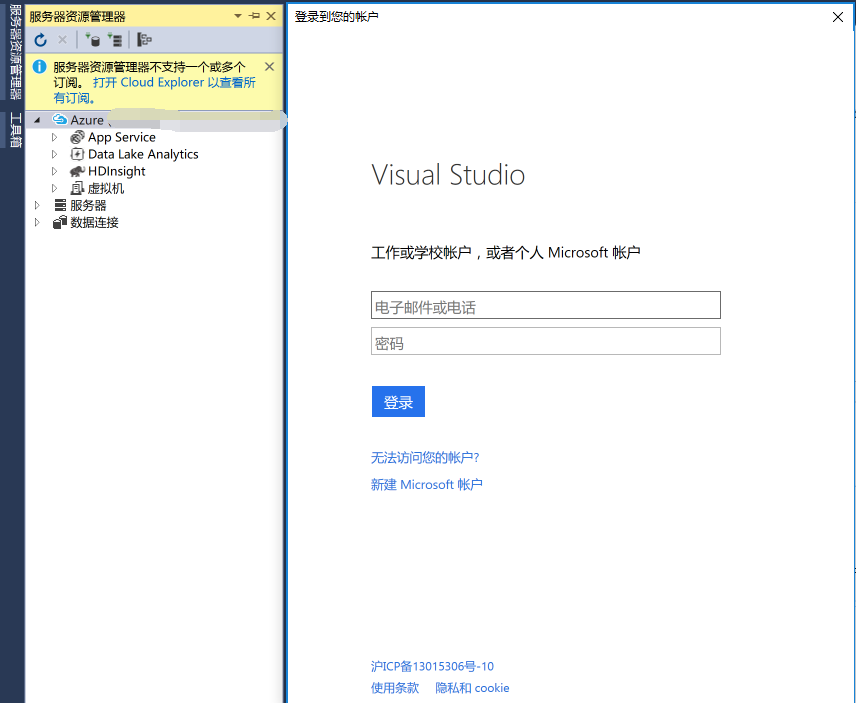 服务器资源管理器
工具箱
服务器资源管理器
服务器资源管理器不支持一个或多个
订阅。 打开 Cloud Explorer 以查看所
有订阅。
Azure
App Service
Data Lake Analytics
HDInsight
虚拟机
服务器
数据连接
登录到您的帐户
Visual Studio
工作或学校帐户，或者个人 Microsoft 帐户
电子邮件或电话
密码
登录
无法访问您的帐户?
新建 Microsoft 帐户
沪ICP备13015306号-10
使用条款 隐私和 cookie